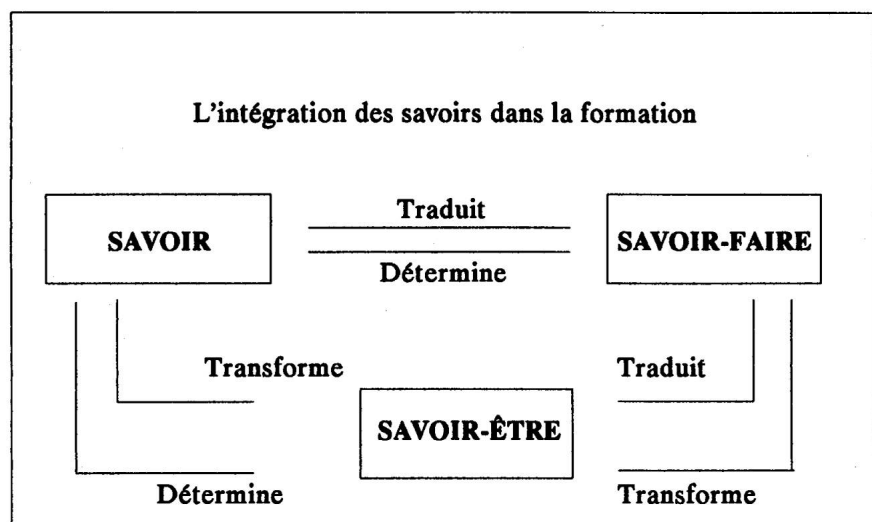 L'intégration des savoirs dans la formation
Traduit
SAVOIR
SAVOIR-FAIRE
Détermine
Transforme
Traduit
SAVOIR-ÊTRE
Détermine
Transforme